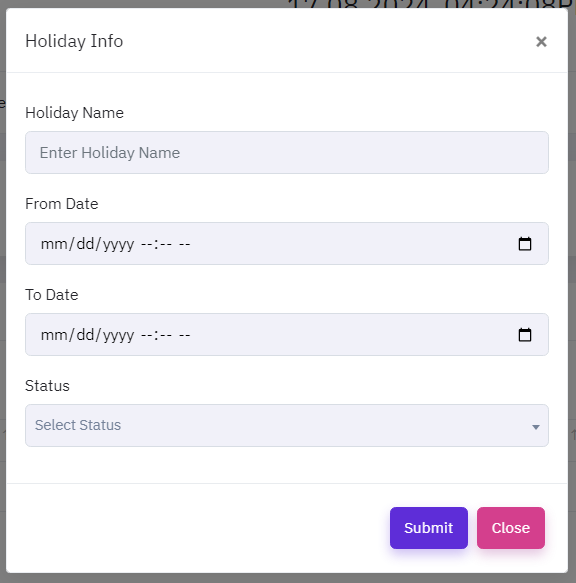 Holiday Info ×
Holiday Name
Enter Holiday Name
From Date
mm/dd/yyyy --:-- --
To Date
mm/dd/yyyy --:-- --
Status
Select Status
Submit Close